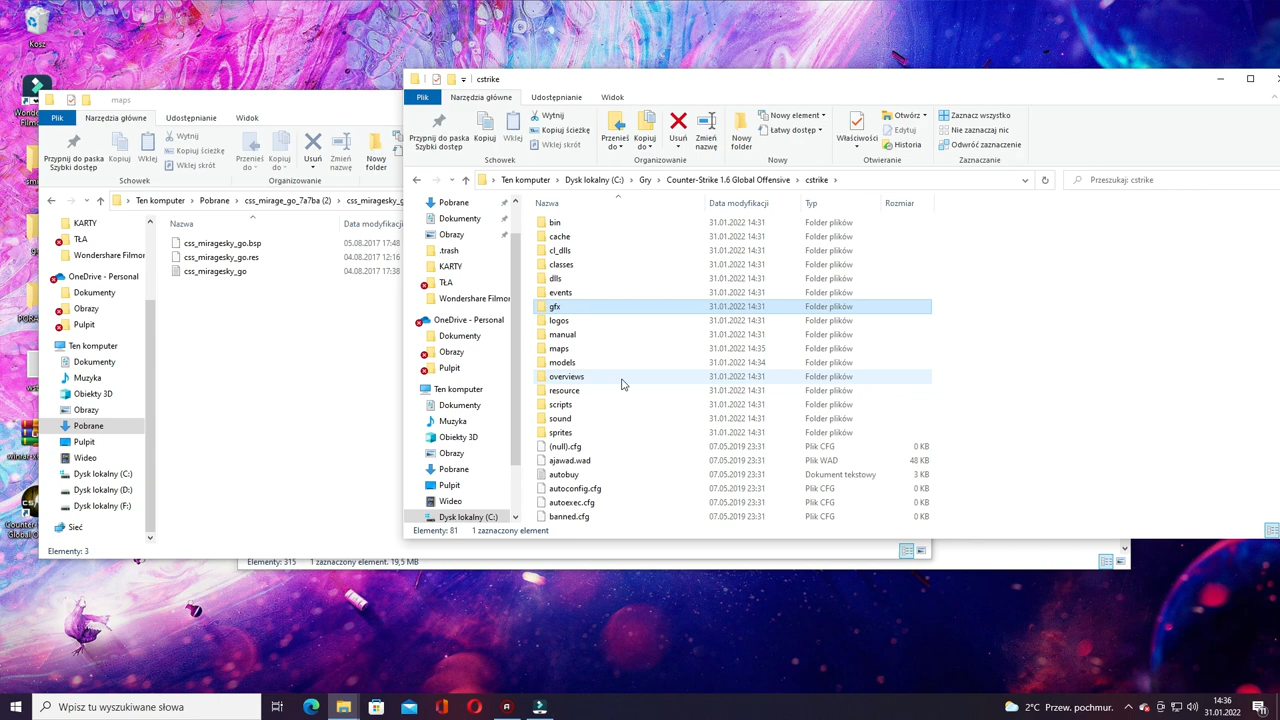 Kosz
maps
Plik
Narzędzia główne
Udostępnianie
Widok
Przypnij do paska
Szybki dostęp
Kopiuj
Wklej
Wytnij
Kopiuj ścieżkę
Wklej skrót
Przenieś
do
Kopiuj
do
Usuń
Zmień
nazwę
Nowy
folder
Schowek
Organizowanie
Ten komputer
Pobrane
css_mirage_go_7a7ba (2)
css_miragesky_g
KARTY
TŁA
Wondershare Filmor
OneDrive - Personal
Dokumenty
Obrazy
Pulpit
Ten komputer
Dokumenty
Muzyka
Obiekty 3D
Obrazy
Pobrane
Pulpit
Wideo
Dysk lokalny (C:)
Dysk lokalny (D:)
Dysk lokalny (F:)
Sieć
Nazwa
Data modyfikacji
css_miragesky_go.bsp 05.08.2017 17:48
css_miragesky_go.res 04.08.2017 12:16
css_miragesky_go 04.08.2017 17:38
Elementy: 3
Elementy: 315 1 zaznaczony element. 19,5 MB
cstrike
Plik
Narzędzia główne
Udostępnianie
Widok
Przypnij do paska
Szybki dostęp
Kopiuj
Wklej
Wytnij
Kopiuj ścieżkę
Wklej skrót
Przenieś
do
Kopiuj
do
Usuń
Zmień
nazwę
Nowy
folder
Nowy element
Łatwy dostęp
Właściwości
Otwórz
Edytuj
Historia
Zaznacz wszystko
Nie zaznaczaj nic
Odwróć zaznaczenie
Schowek
Organizowanie
Nowy
Otwieranie
Zaznaczanie
Ten komputer
Dysk lokalny (C:)
Gry
Counter-Strike 1.6 Global Offensive
cstrike
Przeszukaj: cstrike
Pobrane
Dokumenty
Obrazy
.trash
KARTY
TŁA
Wondershare Filmor
OneDrive - Personal
Dokumenty
Obrazy
Pulpit
Ten komputer
Dokumenty
Muzyka
Obiekty 3D
Obrazy
Pobrane
Pulpit
Wideo
Dysk lokalny (C:)
Nazwa Data modyfikacji Typ Rozmiar
bin 31.01.2022 14:31 Folder plików
cache 31.01.2022 14:31 Folder plików
cl_dlls 31.01.2022 14:31 Folder plików
classes 31.01.2022 14:31 Folder plików
dlls 31.01.2022 14:31 Folder plików
events 31.01.2022 14:31 Folder plików
gfx 31.01.2022 14:31 Folder plików
logos 31.01.2022 14:31 Folder plików
manual 31.01.2022 14:31 Folder plików
maps 31.01.2022 14:35 Folder plików
models 31.01.2022 14:34 Folder plików
overviews 31.01.2022 14:31 Folder plików
resource 31.01.2022 14:31 Folder plików
scripts 31.01.2022 14:31 Folder plików
sound 31.01.2022 14:31 Folder plików
sprites 31.01.2022 14:31 Folder plików
(null).cfg 07.05.2019 23:31 Plik CFG 0 KB
ajawad.wad 07.05.2019 23:31 Plik WAD 48 KB
autobuy 07.05.2019 23:31 Dokument tekstowy 3 KB
autoconfig.cfg 07.05.2019 23:31 Plik CFG 0 KB
autoexec.cfg 07.05.2019 23:31 Plik CFG 0 KB
banned.cfg 07.05.2019 23:31 Plik CFG 0 KB
Elementy: 81 1 zaznaczony element
Wpisz tu wyszukiwane słowa
2°C Przew. pochmur.
14:36
31.01.2022